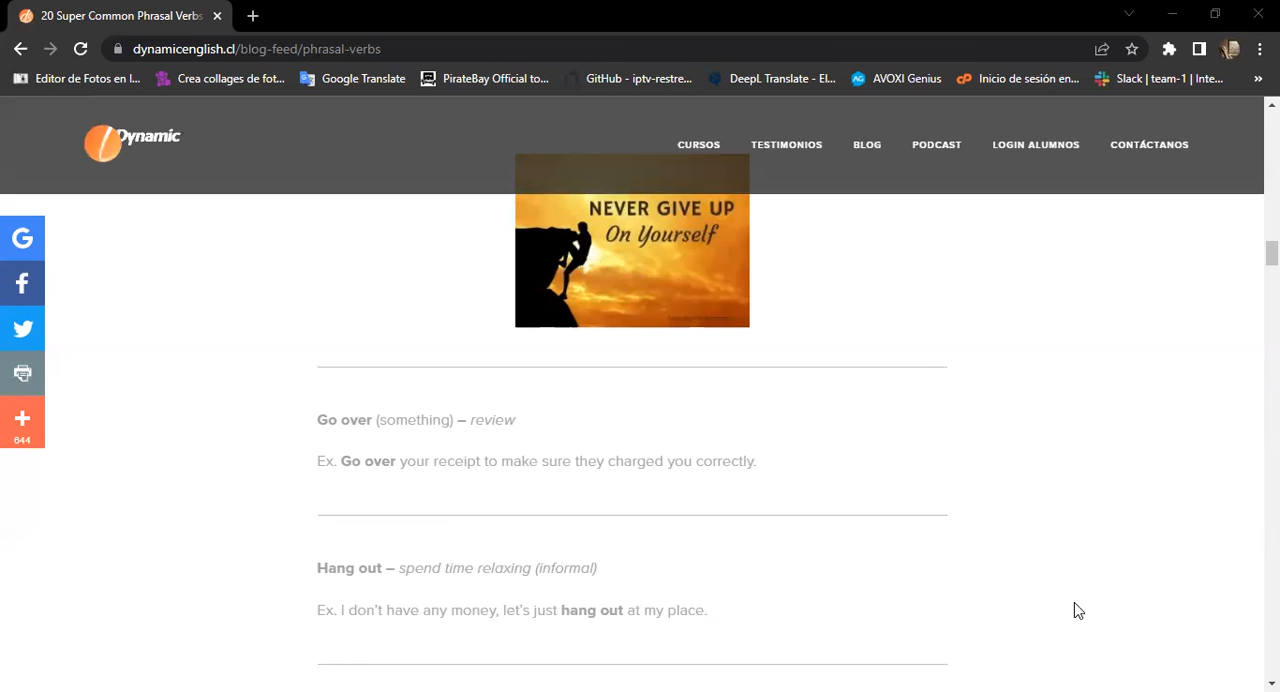 20 Super Common Phrasal Verbs
dynamicenglish.cl/blog-feed/phrasal-verbs
Editor de Fotos en l...
Crea collages de fot...
Google Translate
PirateBay Official to...
GitHub - iptv-restre...
DeepL Translate - El...
AVOXI Genius
Inicio de sesión en...
Slack | team-1 | Inte...
Dynamic
CURSOS
TESTIMONIOS
BLOG
PODCAST
LOGIN ALUMNOS
CONTÁCTANOS
NEVER GIVE UP
On Yourself
644
Go over (something) – review
Ex. Go over your receipt to make sure they charged you correctly.
Hang out – spend time relaxing (informal)
Ex. I don’t have any money, let’s just hang out at my place.